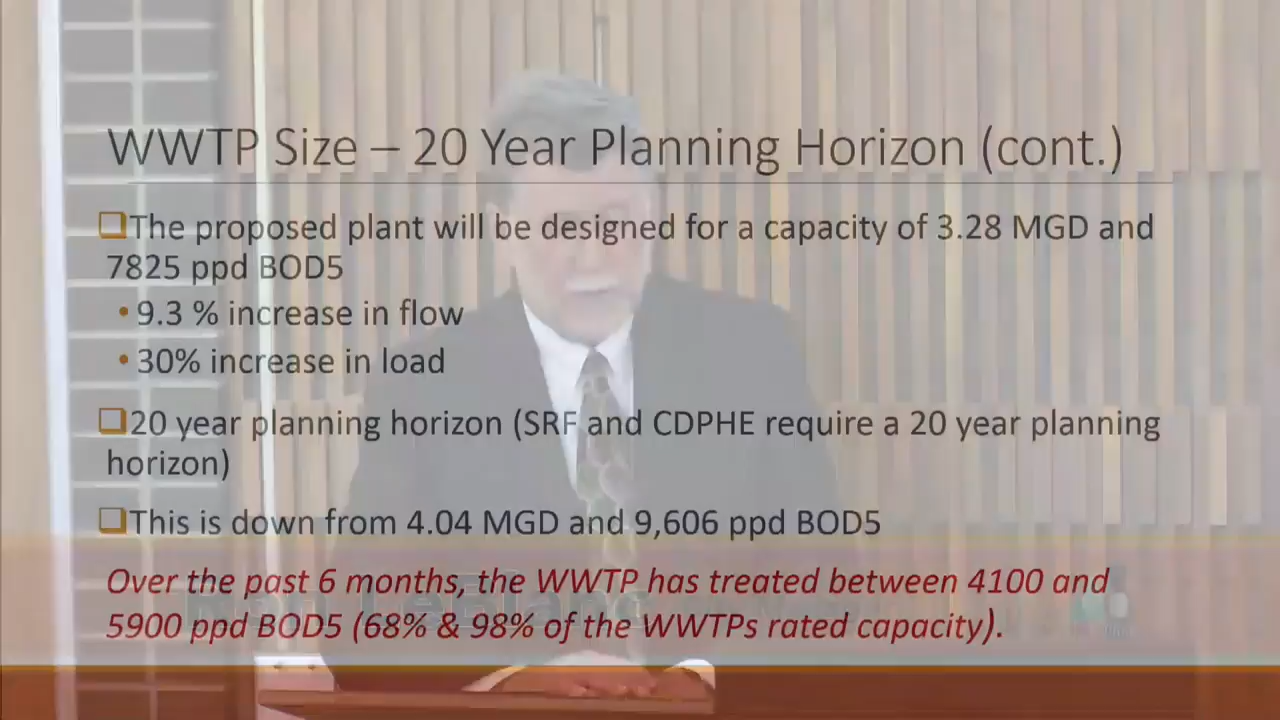 WWTP Size – 20 Year Planning Horizon (cont.)
❑The proposed plant will be designed for a capacity of 3.28 MGD and
7825 ppd BOD5
• 9.3 % increase in flow
• 30% increase in load
❑20 year planning horizon (SRF and CDPHE require a 20 year planning
horizon)
❑This is down from 4.04 MGD and 9,606 ppd BOD5
Over the past 6 months, the WWTP has treated between 4100 and
5900 ppd BOD5 (68% & 98% of the WWTPs rated capacity).